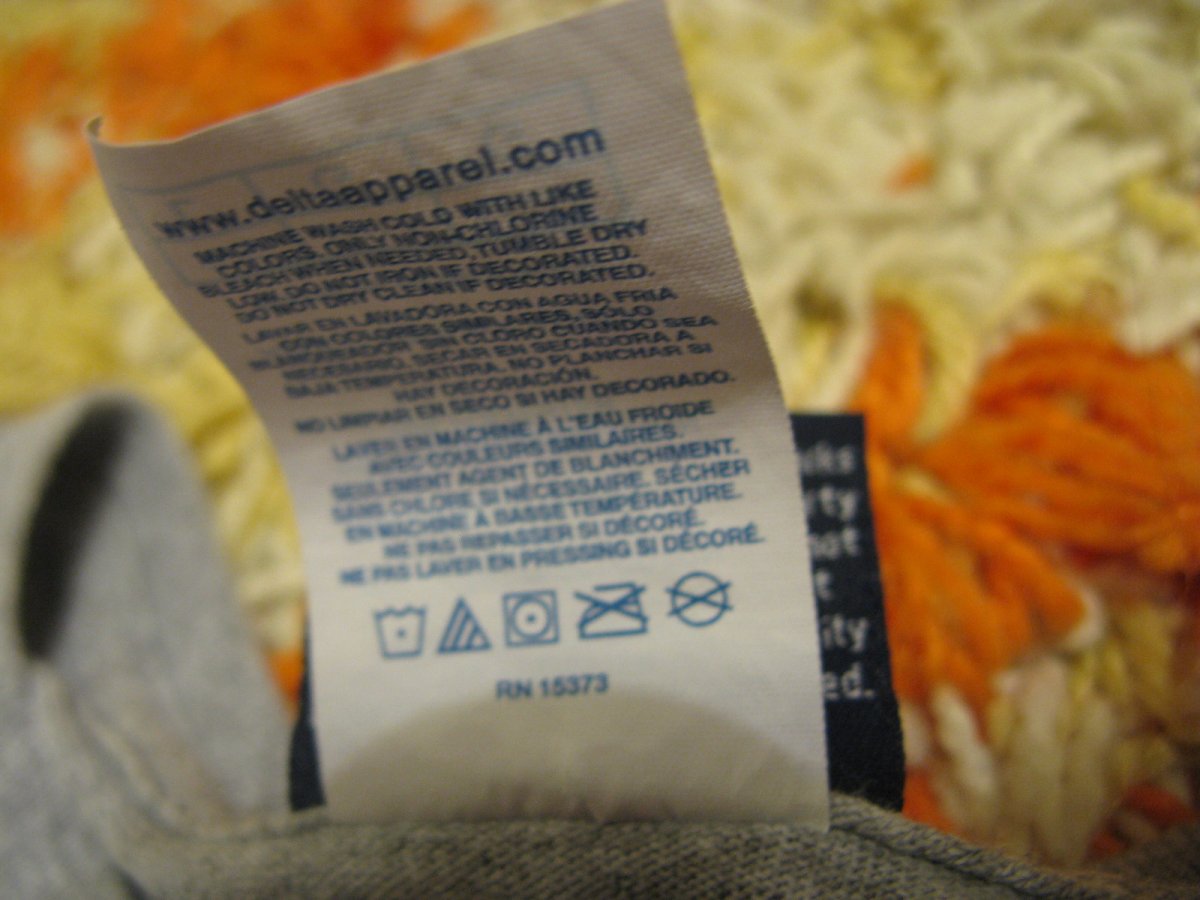 www.deltaapparel.com
MACHINE WASH COLD WITH LIKE
COLORS, ONLY NON-CHLORINE
BLEACH WHEN NEEDED, TUMBLE DRY
LOW, DO NOT IRON IF DECORATED.
DO NOT DRY CLEAN IF DECORATED.
LAVAR EN LAVADORA CON AGUA FRIA
CON COLORES SIMILARES, SÓLO
BLANQUEADOR SIN CLORO CUANDO SEA
NECESARIO, SECAR EN SECADORA A
BAJA TEMPERATURA. NO PLANCHAR SI
HAY DECORACIÓN.
NO LIMPIAR EN SECO SI HAY DECORADO.
LAVER EN MACHINE À L'EAU FROIDE
AVEC COULEURS SIMILAIRES.
SEULEMENT AGENT DE BLANCHIMENT.
SANS CHLORE SI NÉCESSAIRE. SÉCHER
EN MACHINE À BASSE TEMPÉRATURE.
NE PAS REPASSER SI DÉCORÉ.
NE PAS LAVER EN PRESSING SI DÉCORÉ.
RN 15373
ed.